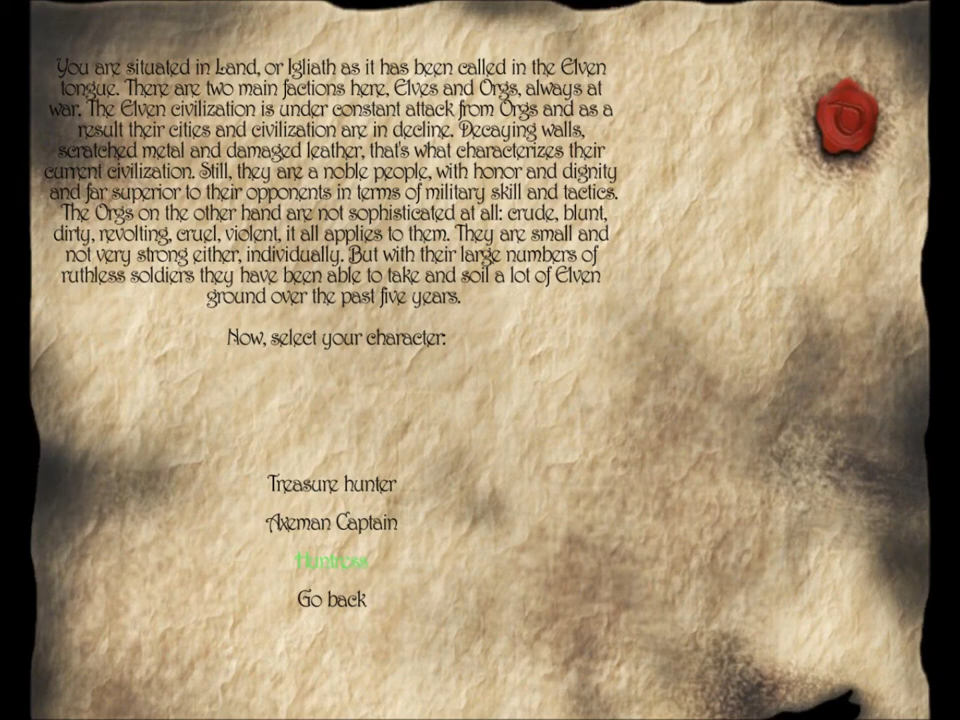 You are situated in Land, or Igliath as it has been called in the Elven
tongue. There are two main factions here, Elves and Orgs, always at
war. The Elven civilization is under constant attack from Orgs and as a
result their cities and civilization are in decline. Decaying walls,
scratched metal and damaged leather, that's what characterizes their
current civilization. Still, they are a noble people, with honor and dignity
and far superior to their opponents in terms of military skill and tactics.
The Orgs on the other hand are not sophisticated at all: crude, blunt,
dirty, revolting, cruel, violent, it all applies to them. They are small and
not very strong either, individually. But with their large numbers of
ruthless soldiers they have been able to take and soil a lot of Elven
ground over the past five years.
Now, select your character:
Treasure hunter
Axeman Captain
Huntress
Go back